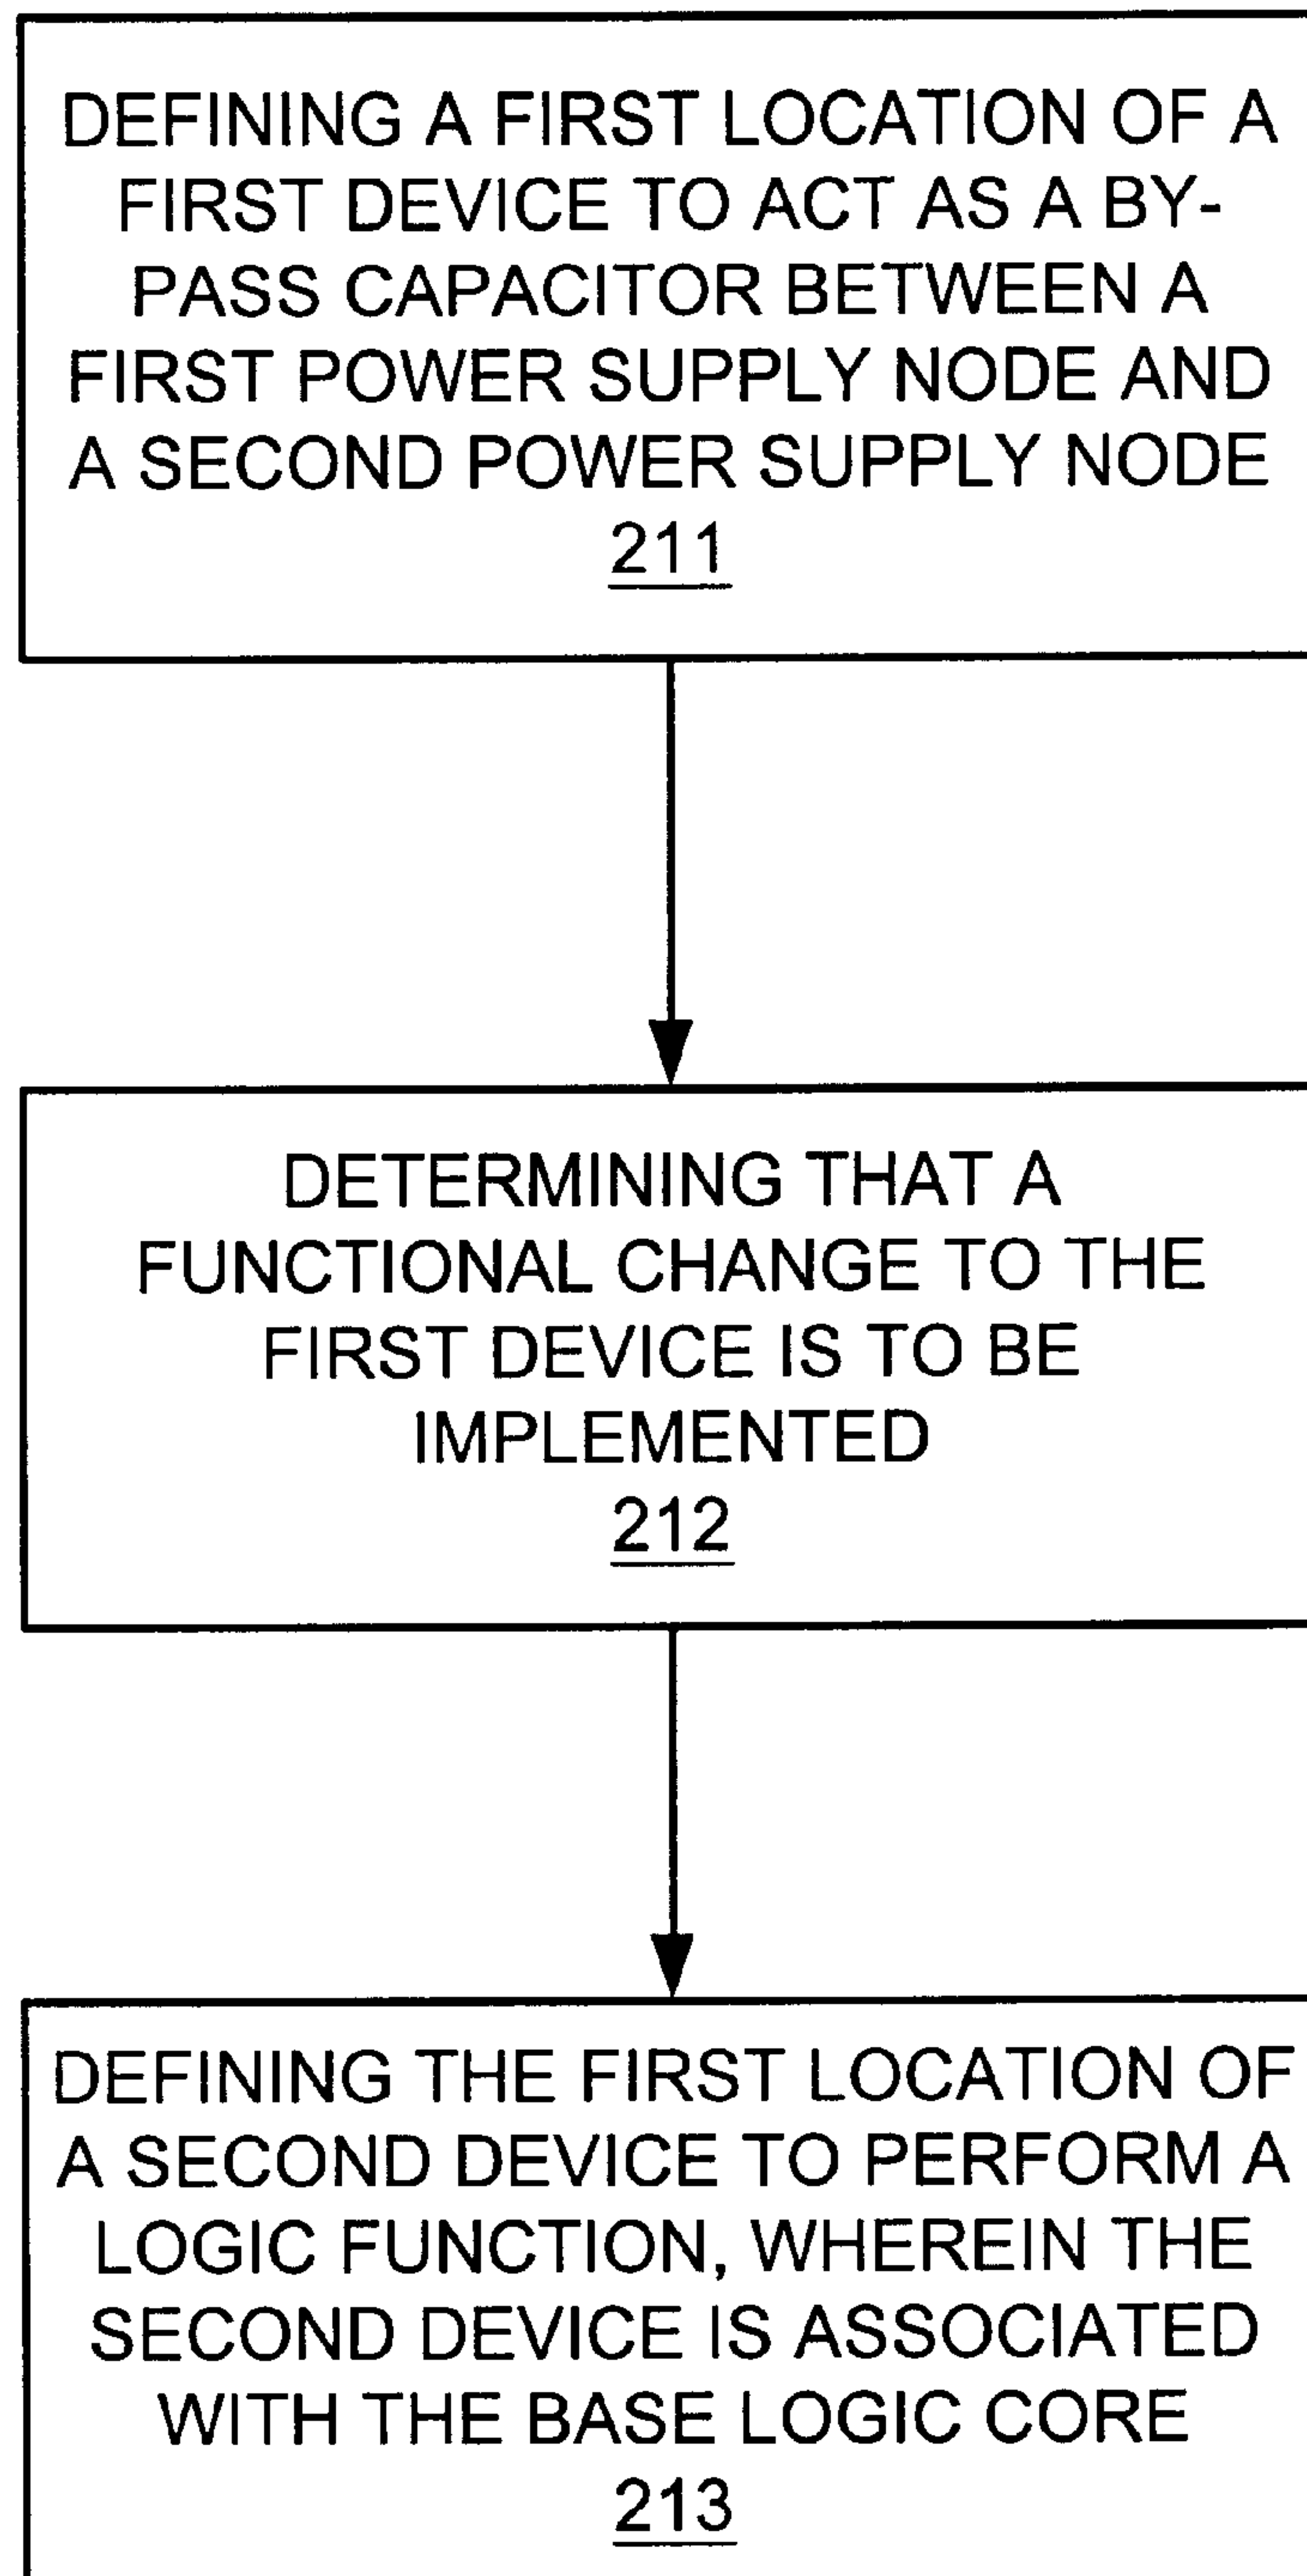 DEFINING A FIRST LOCATION OF A
FIRST DEVICE TO ACT AS A BY-
PASS CAPACITOR BETWEEN A
FIRST POWER SUPPLY NODE AND
A SECOND POWER SUPPLY NODE
211
DETERMINING THAT A
FUNCTIONAL CHANGE TO THE
FIRST DEVICE IS TO BE
IMPLEMENTED
212
DEFINING THE FIRST LOCATION OF
A SECOND DEVICE TO PERFORM A
LOGIC FUNCTION, WHEREIN THE
SECOND DEVICE IS ASSOCIATED
WITH THE BASE LOGIC CORE
213